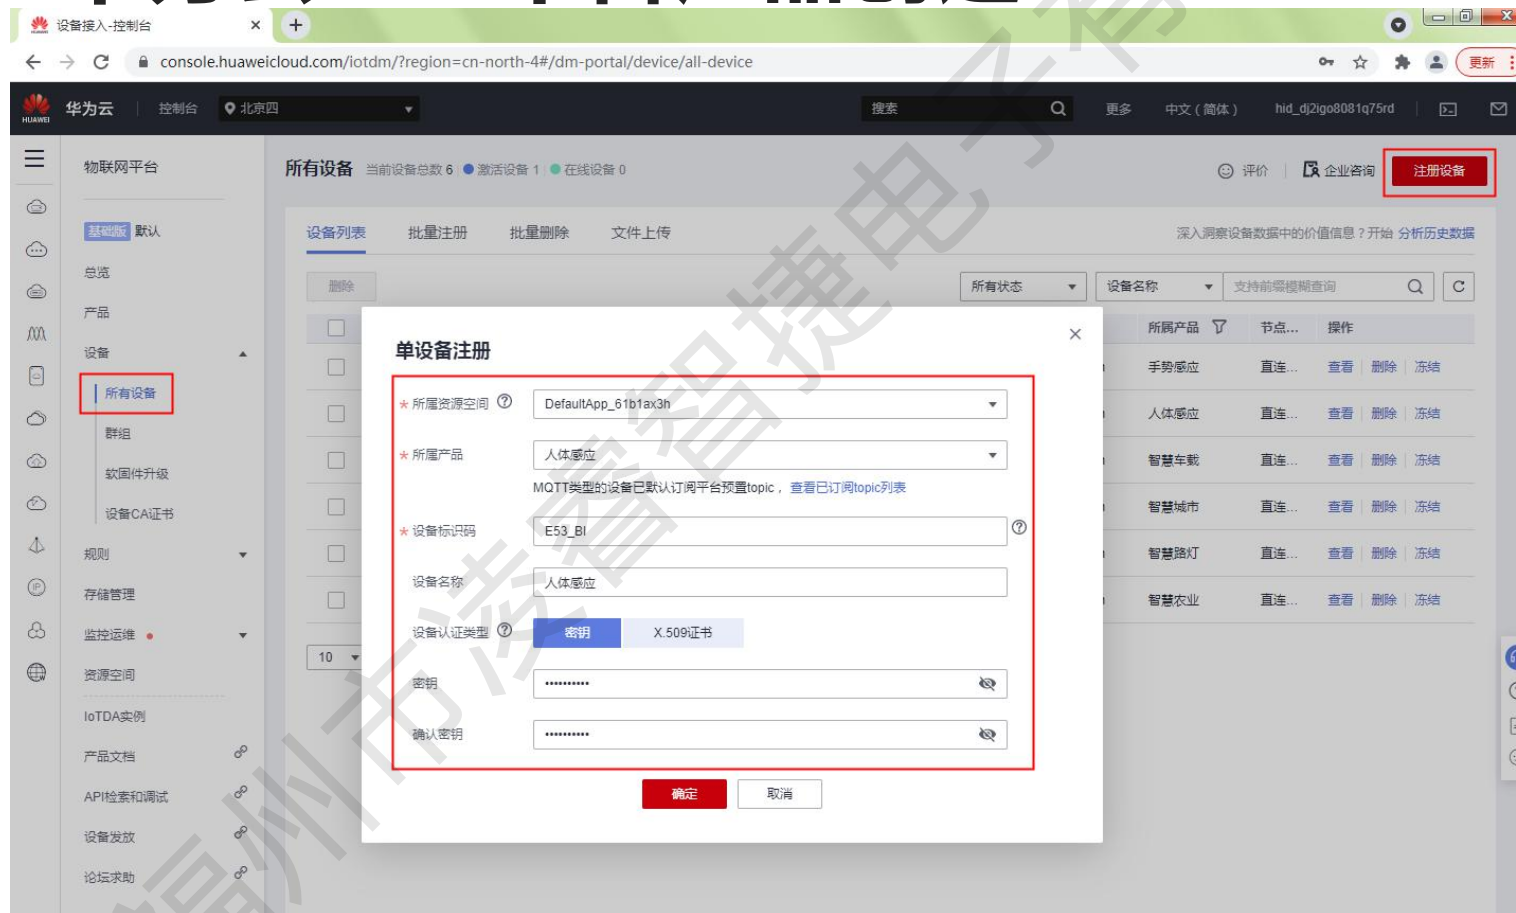 设备接入-控制台
console.huaweicloud.com/iotdm/?region=cn-north-4#/dm-portal/device/all-device
更新
HUAWEI 华为云 控制台 北京四 搜索 更多 中文（简体） hid_dj2igo8081q75rd
物联网平台
所有设备 当前设备总数 6 激活设备 1 在线设备 0
评价 企业咨询 注册设备
基础版 默认
设备列表 批量注册 批量删除 文件上传
深入洞察设备数据中的价值信息？开始 分析历史数据
总览
删除 所有状态 设备名称 支持前缀模糊查询
产品
所属产品 节点... 操作
设备
单设备注册
手势感应 直连... 查看 删除 冻结
所有设备
* 所属资源空间 DefaultApp_61b1ax3h
人体感应 直连... 查看 删除 冻结
群组
* 所属产品 人体感应
智慧车载 直连... 查看 删除 冻结
软固件升级
MQTT类型的设备已默认订阅平台预置topic，查看已订阅topic列表
设备CA证书
智慧城市 直连... 查看 删除 冻结
* 设备标识码 E53_BI
规则
智慧路灯 直连... 查看 删除 冻结
设备名称 人体感应
存储管理
智慧农业 直连... 查看 删除 冻结
设备认证类型 密钥 X.509证书
监控运维
10
资源空间
密钥 ••••••••••
IoTDA实例
确认密钥 ••••••••••
产品文档
API检索和调试
确定 取消
设备发放
论坛求助
福州市凌睿智捷电子有